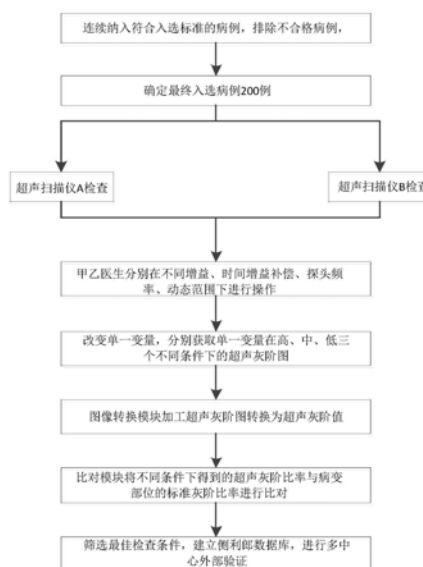 连续纳入符合入选标准的病例，排除不合格病例，
确定最终入选病例200例
超声扫描仪A检查
超声扫描仪B检查
甲乙医生分别在不同增益、时间增益补偿、探头频
率、动态范围下进行操作
改变单一变量，分别获取单一变量在高、中、低三
个不同条件下的超声灰阶图
图像转换模块加工超声灰阶图转换为超声灰阶值
比对模块将不同条件下得到的超声灰阶比率与病变
部位的标准灰阶比率进行比对
筛选最佳检查条件，建立侧利郎数据库，进行多中
心外部验证